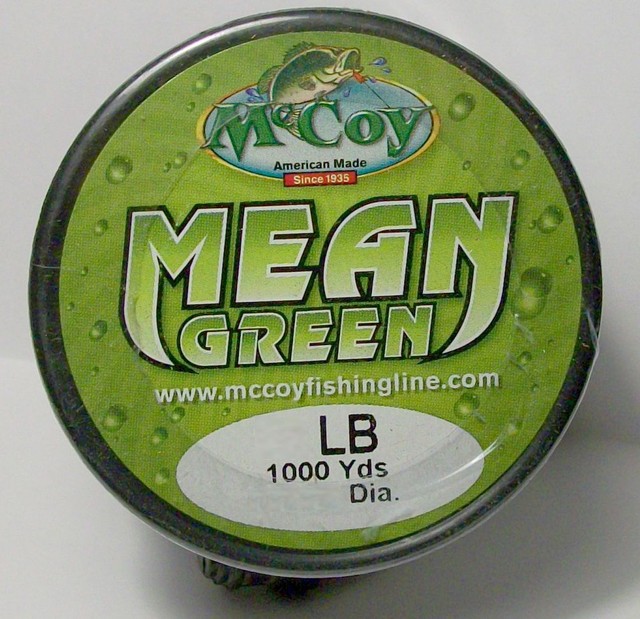 McCoy
American Made
Since 1935
MEAN
GREEN
www.mccoyfishingline.com
LB
1000 Yds
Dia.